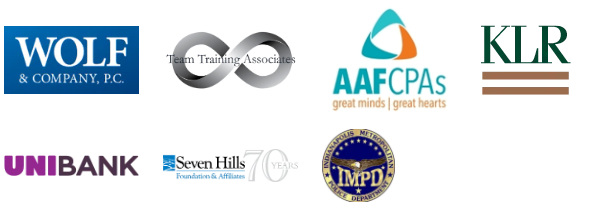 WOLF
& COMPANY, P.C.
Team Training Associates
AAFCPAs
great minds | great hearts
KLR
UNIBANK
Seven Hills
Foundation & Affiliates
70 YEARS
INDIANAPOLIS METROPOLITAN
IMPD
POLICE DEPARTMENT